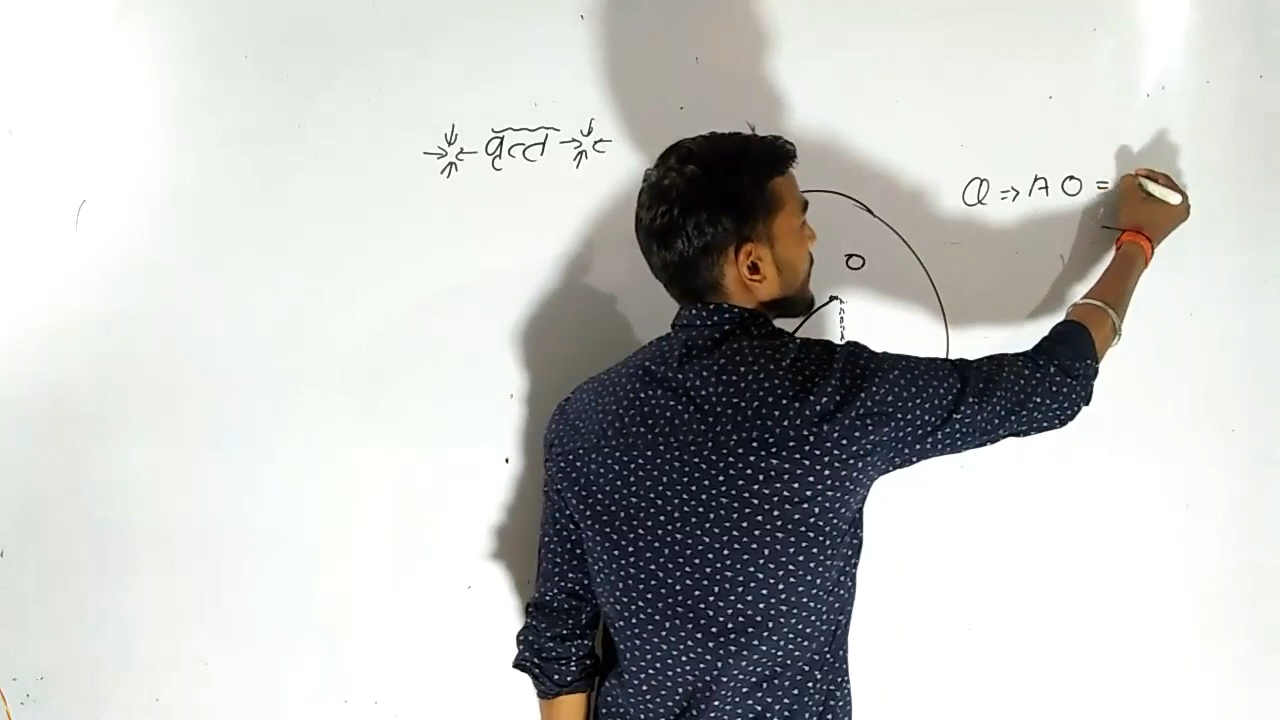 वृत्त
Q ⇒ AO =
O